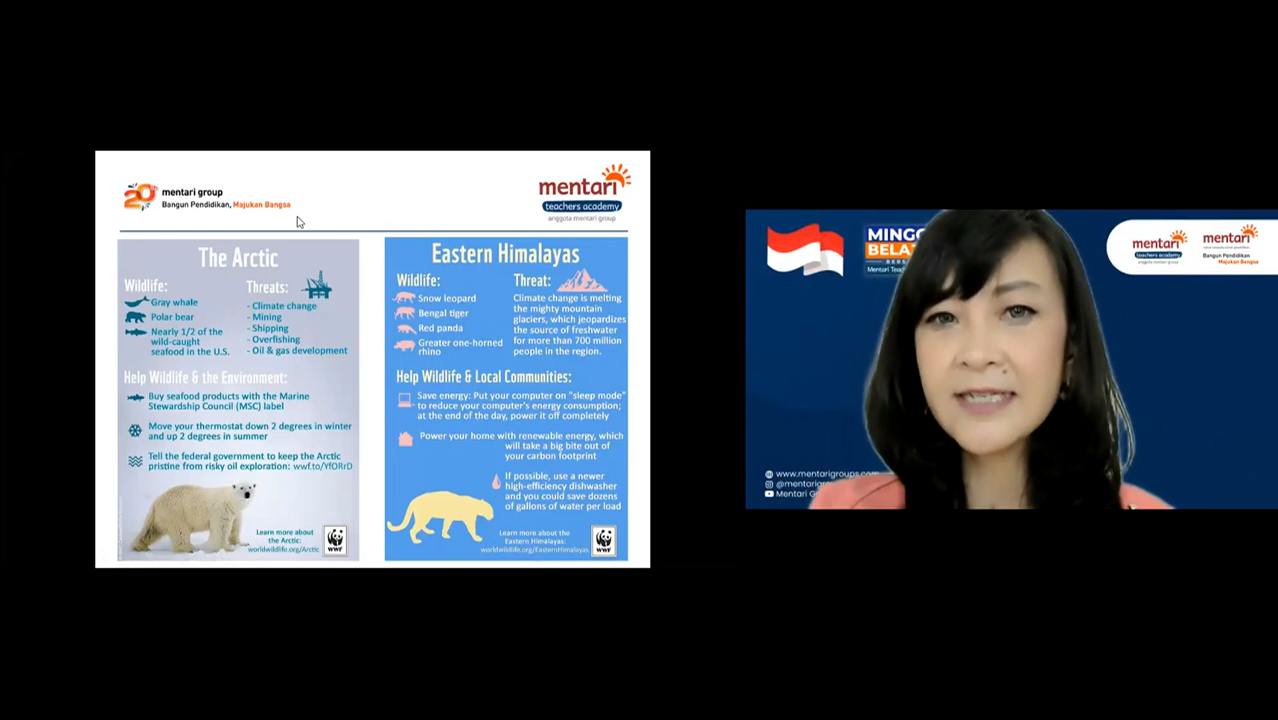 20
mentari group
Bangun Pendidikan, Majukan Bangsa
mentari
teachers academy
anggota mentari group
The Arctic
Wildlife:
Gray whale
Polar bear
Nearly 1/2 of the
wild-caught
seafood in the U.S.
Threats:
- Climate change
- Mining
- Shipping
- Overfishing
- Oil & gas development
Help Wildlife & the Environment:
Buy seafood products with the Marine
Stewardship Council (MSC) label
Move your thermostat down 2 degrees in winter
and up 2 degrees in summer
Tell the federal government to keep the Arctic
pristine from risky oil exploration: wwf.to/YfORrD
Learn more about
the Arctic:
worldwildlife.org/Arctic
WWF
Eastern Himalayas
Wildlife:
Snow leopard
Bengal tiger
Red panda
Greater one-horned
rhino
Threat:
Climate change is melting
the mighty mountain
glaciers, which jeopardizes
the source of freshwater
for more than 700 million
people in the region.
Help Wildlife & Local Communities:
Save energy: Put your computer on "sleep mode"
to reduce your computer's energy consumption;
at the end of the day, power it off completely
Power your home with renewable energy, which
will take a big bite out of
your carbon footprint
If possible, use a newer
high-efficiency dishwasher
and you could save dozens
of gallons of water per load
Learn more about the
Eastern Himalayas:
worldwildlife.org/EasternHimalayas
WWF
MINGG
BELA
BERS
Mentari Teac
mentari
teachers academy
anggota mentari group
mentari
Bangun Pendidikan
Majukan Bangsa
www.mentarigroups.com
@mentarigr
Mentari G